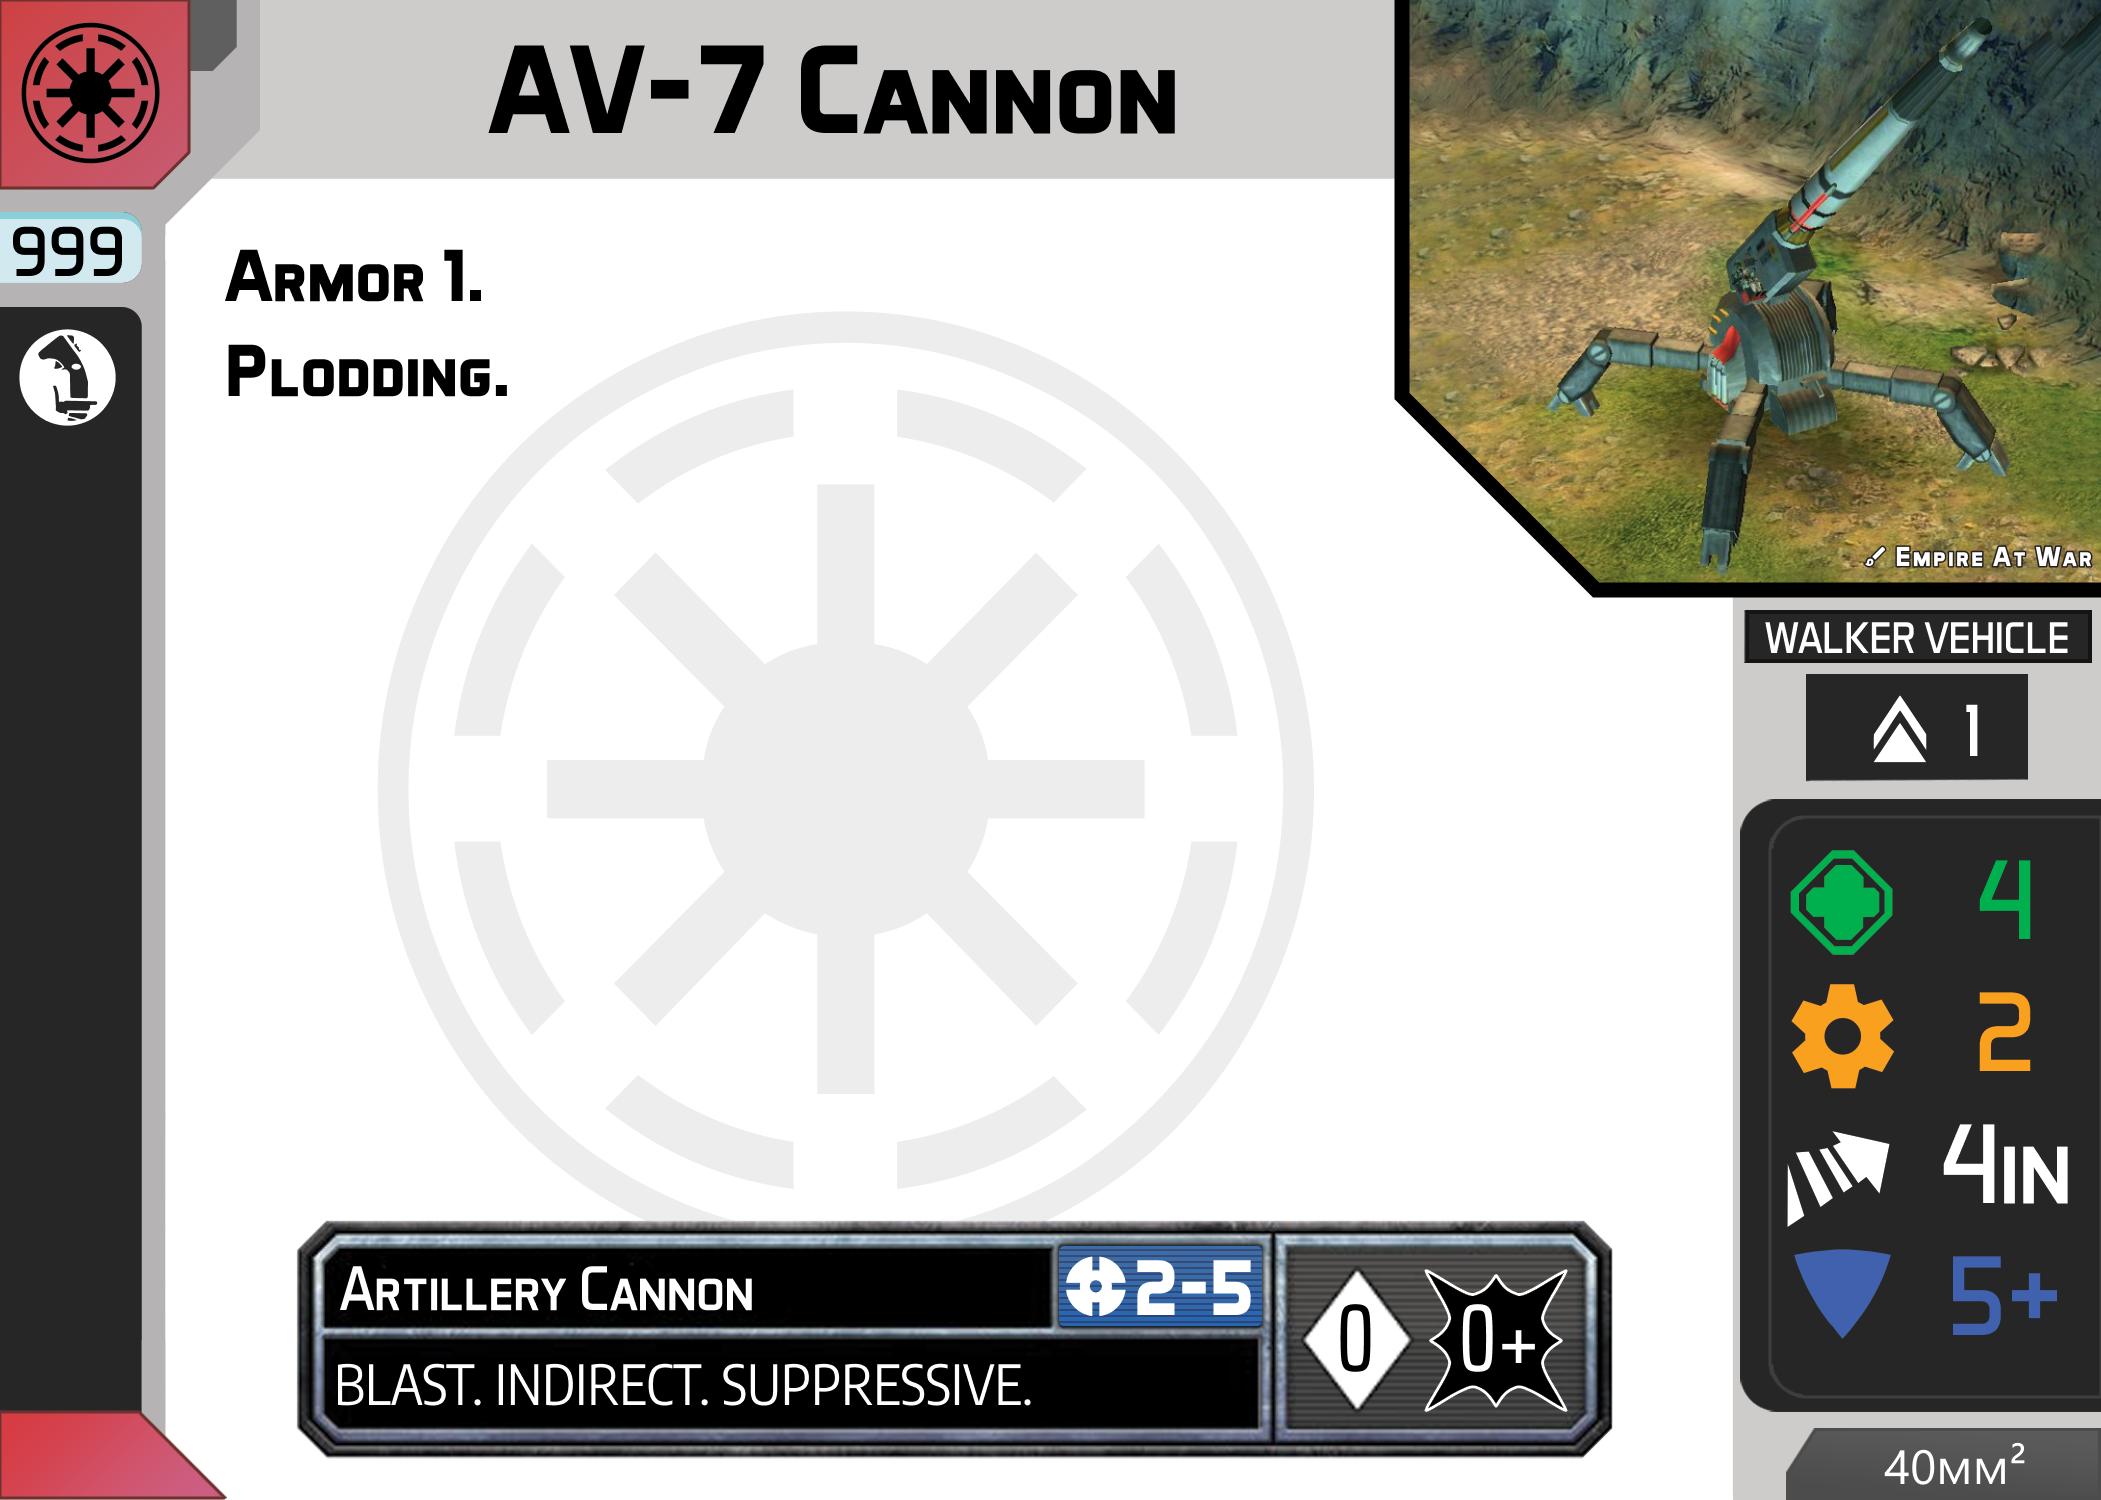 AV-7 Cannon
999
Armor 1.
Plodding.
Empire At War
WALKER VEHICLE
1
4
2
4in
5+
Artillery Cannon
2-5
BLAST. INDIRECT. SUPPRESSIVE.
0
0+
40mm²